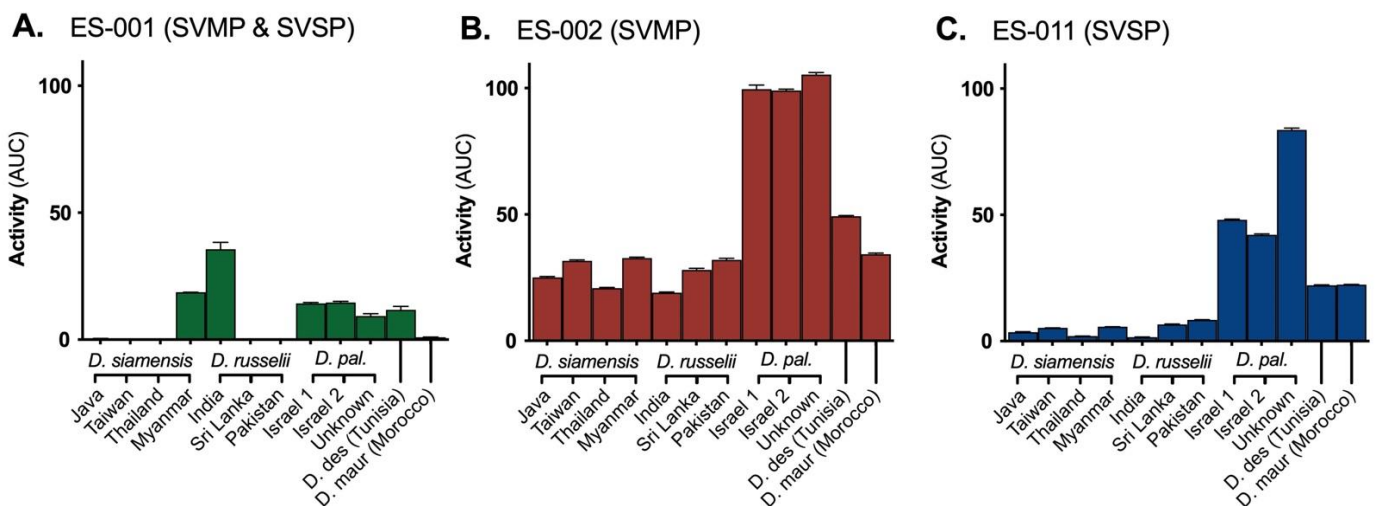 A. ES-001 (SVMP & SVSP)
Activity (AUC)
100
50
0
D. siamensis
D. russelii
D. pal.
Java
Taiwan
Thailand
Myanmar
India
Sri Lanka
Pakistan
Israel 1
Israel 2
Unknown
D. des (Tunisia)
D. maur (Morocco)
B. ES-002 (SVMP)
Activity (AUC)
100
50
0
D. siamensis
D. russelii
D. pal.
Java
Taiwan
Thailand
Myanmar
India
Sri Lanka
Pakistan
Israel 1
Israel 2
Unknown
D. des (Tunisia)
D. maur (Morocco)
C. ES-011 (SVSP)
Activity (AUC)
100
50
0
D. siamensis
D. russelii
D. pal.
Java
Taiwan
Thailand
Myanmar
India
Sri Lanka
Pakistan
Israel 1
Israel 2
Unknown
D. des (Tunisia)
D. maur (Morocco)